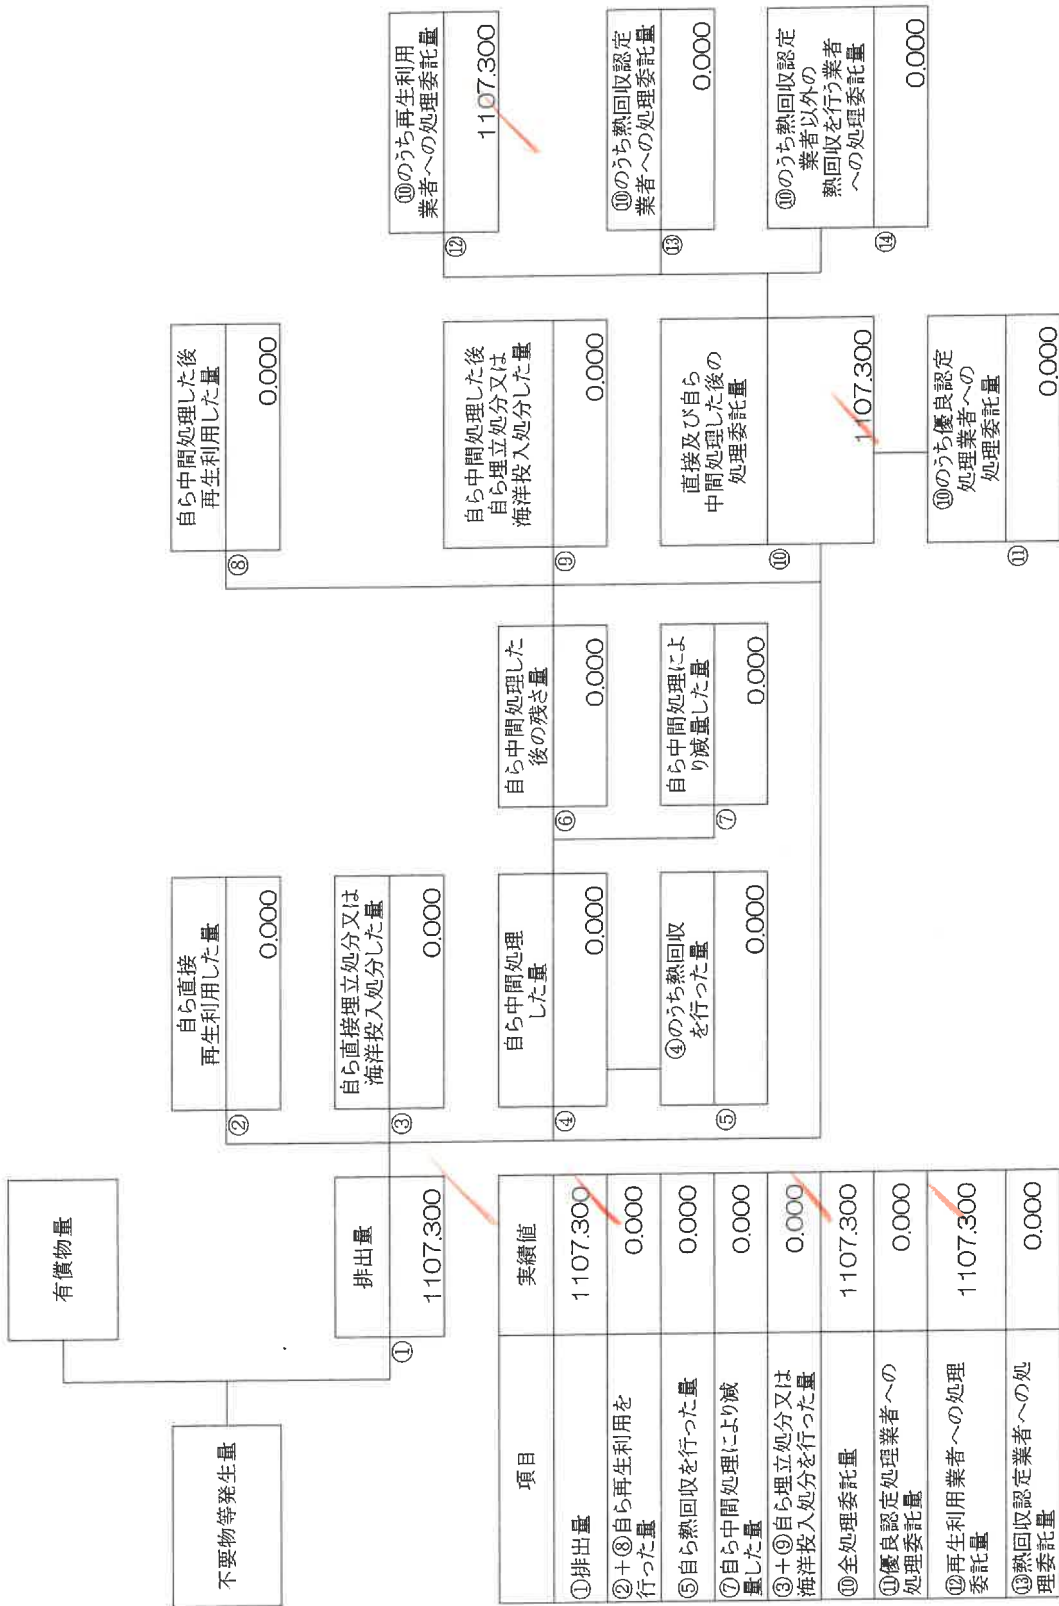 不要物等発生量
有償物量
排出量
①
1107.300
自ら直接
再生利用した量
②
0.000
自ら直接埋立処分又は
海洋投入処分した量
③
0.000
自ら中間処理
した量
④
0.000
④のうち熱回収
を行った量
⑤
0.000
自ら中間処理した
後の残さ量
⑥
0.000
自ら中間処理によ
り減量した量
⑦
0.000
自ら中間処理した後
再生利用した量
⑧
0.000
自ら中間処理した後
自ら埋立処分又は
海洋投入処分した量
⑨
0.000
直接及び自ら
中間処理した後の
処理委託量
⑩
1107.300
⑩のうち優良認定
処理業者への
処理委託量
⑪
0.000
⑩のうち再生利用
業者への処理委託量
⑫
1107.300
⑩のうち熱回収認定
業者への処理委託量
⑬
0.000
⑩のうち熱回収認定
業者以外の
熱回収を行う業者
への処理委託量
⑭
0.000
項目 実績値
①排出量 1107.300
②+⑧自ら再生利用を
行った量 0.000
⑤自ら熱回収を行った量 0.000
⑦自ら中間処理により減
量した量 0.000
③+⑨自ら埋立処分又は
海洋投入処分を行った量 0.000
⑩全処理委託量 1107.300
⑪優良認定処理業者への
処理委託量 0.000
⑫再生利用業者への処理
委託量 1107.300
⑬熱回収認定業者への処
理委託量 0.000